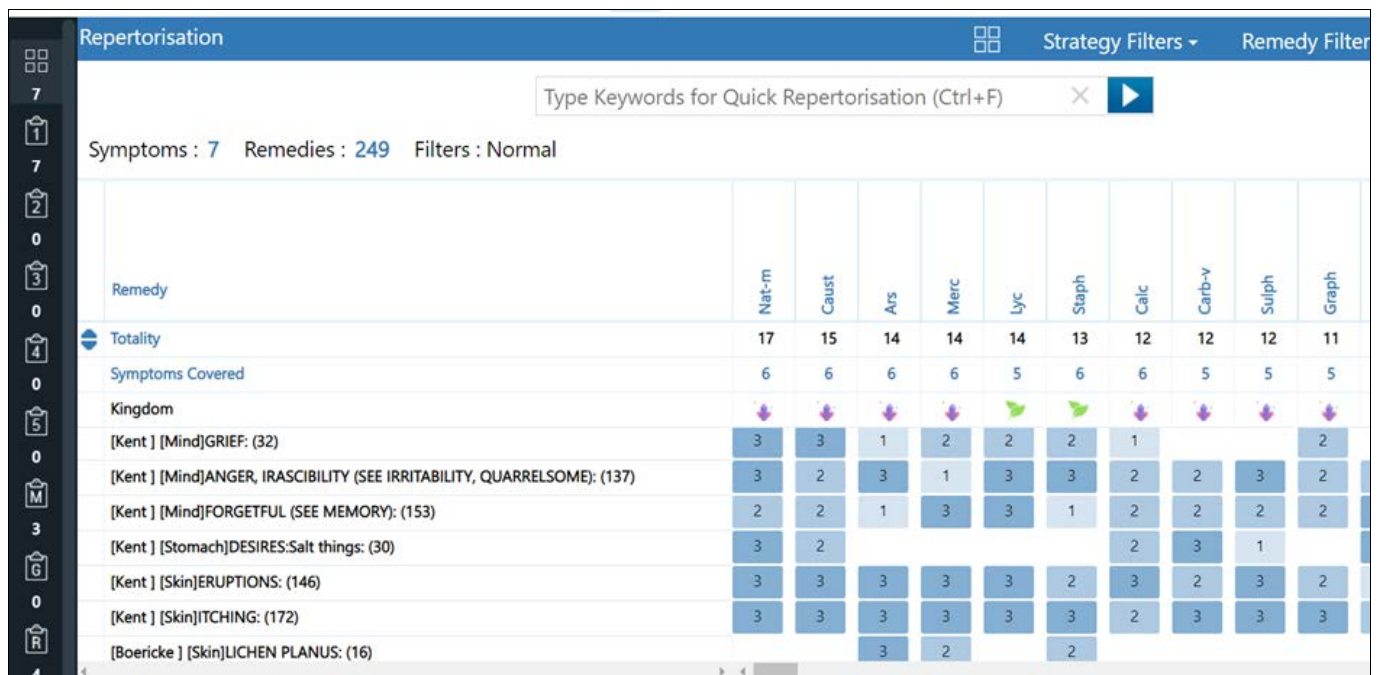 Repertorisation Strategy Filters Remedy Filter
7
1
7
2
0
3
0
4
0
5
0
M
3
G
0
R
Type Keywords for Quick Repertorisation (Ctrl+F)
Symptoms : 7 Remedies : 249 Filters : Normal
Remedy Nat-m Caust Ars Merc Lyc Staph Calc Carb-v Sulph Graph
Totality 17 15 14 14 14 13 12 12 12 11
Symptoms Covered 6 6 6 6 5 6 6 5 5 5
Kingdom
[Kent ] [Mind]GRIEF: (32) 3 3 1 2 2 2 1 2
[Kent ] [Mind]ANGER, IRASCIBILITY (SEE IRRITABILITY, QUARRELSOME): (137) 3 2 3 1 3 3 2 2 3 2
[Kent ] [Mind]FORGETFUL (SEE MEMORY): (153) 2 2 1 3 3 1 2 2 2 2
[Kent ] [Stomach]DESIRES:Salt things: (30) 3 2 2 3 1
[Kent ] [Skin]ERUPTIONS: (146) 3 3 3 3 3 2 3 2 3 2
[Kent ] [Skin]ITCHING: (172) 3 3 3 3 3 3 2 3 3 3
[Boericke ] [Skin]LICHEN PLANUS: (16) 3 2 2